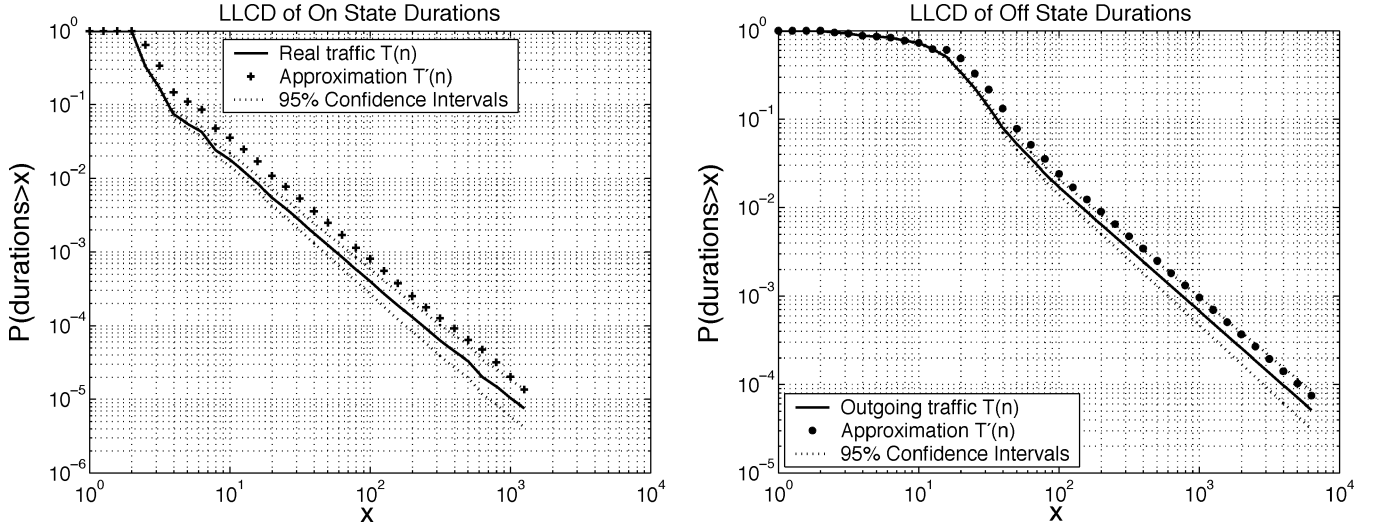 LLCD of On State Durations
10^0
10^-1
10^-2
10^-3
10^-4
10^-5
10^-6
P(durations>x)
Real traffic T(n)
Approximation T´(n)
95% Confidence Intervals
10^0 10^1 10^2 10^3 10^4
x
LLCD of Off State Durations
10^0
10^-1
10^-2
10^-3
10^-4
10^-5
P(durations>x)
Outgoing traffic T(n)
Approximation T´(n)
95% Confidence Intervals
10^0 10^1 10^2 10^3 10^4
x